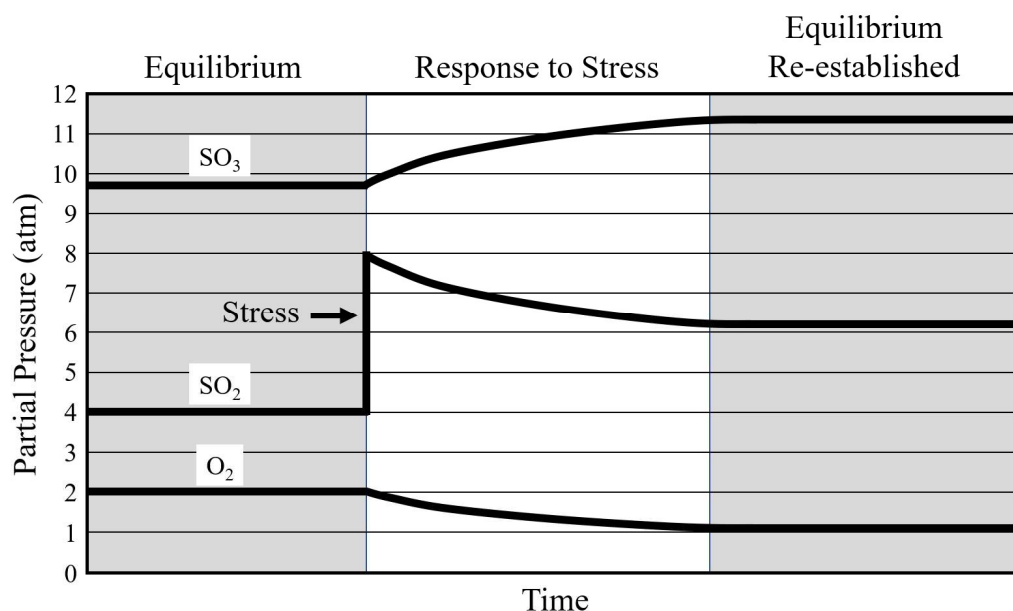 Equilibrium
Response to Stress
Equilibrium
Re-established
Partial Pressure (atm)
12
11
10
9
8
7
6
5
4
3
2
1
0
SO₃
Stress
SO₂
O₂
Time